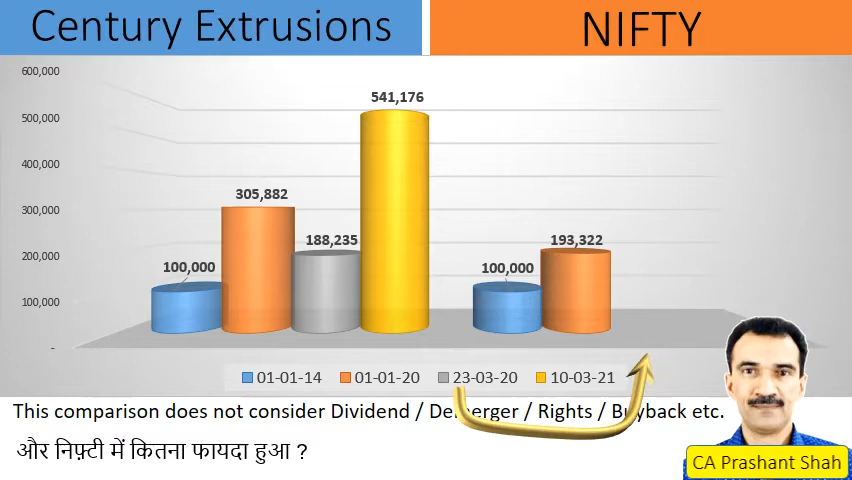 Century Extrusions
NIFTY
600,000
500,000
400,000
300,000
200,000
100,000
-
100,000
305,882
188,235
541,176
100,000
193,322
01-01-14 01-01-20 23-03-20 10-03-21
This comparison does not consider Dividend / Demerger / Rights / Buyback etc.
और निफ़्टी में कितना फायदा हुआ ?
CA Prashant Shah